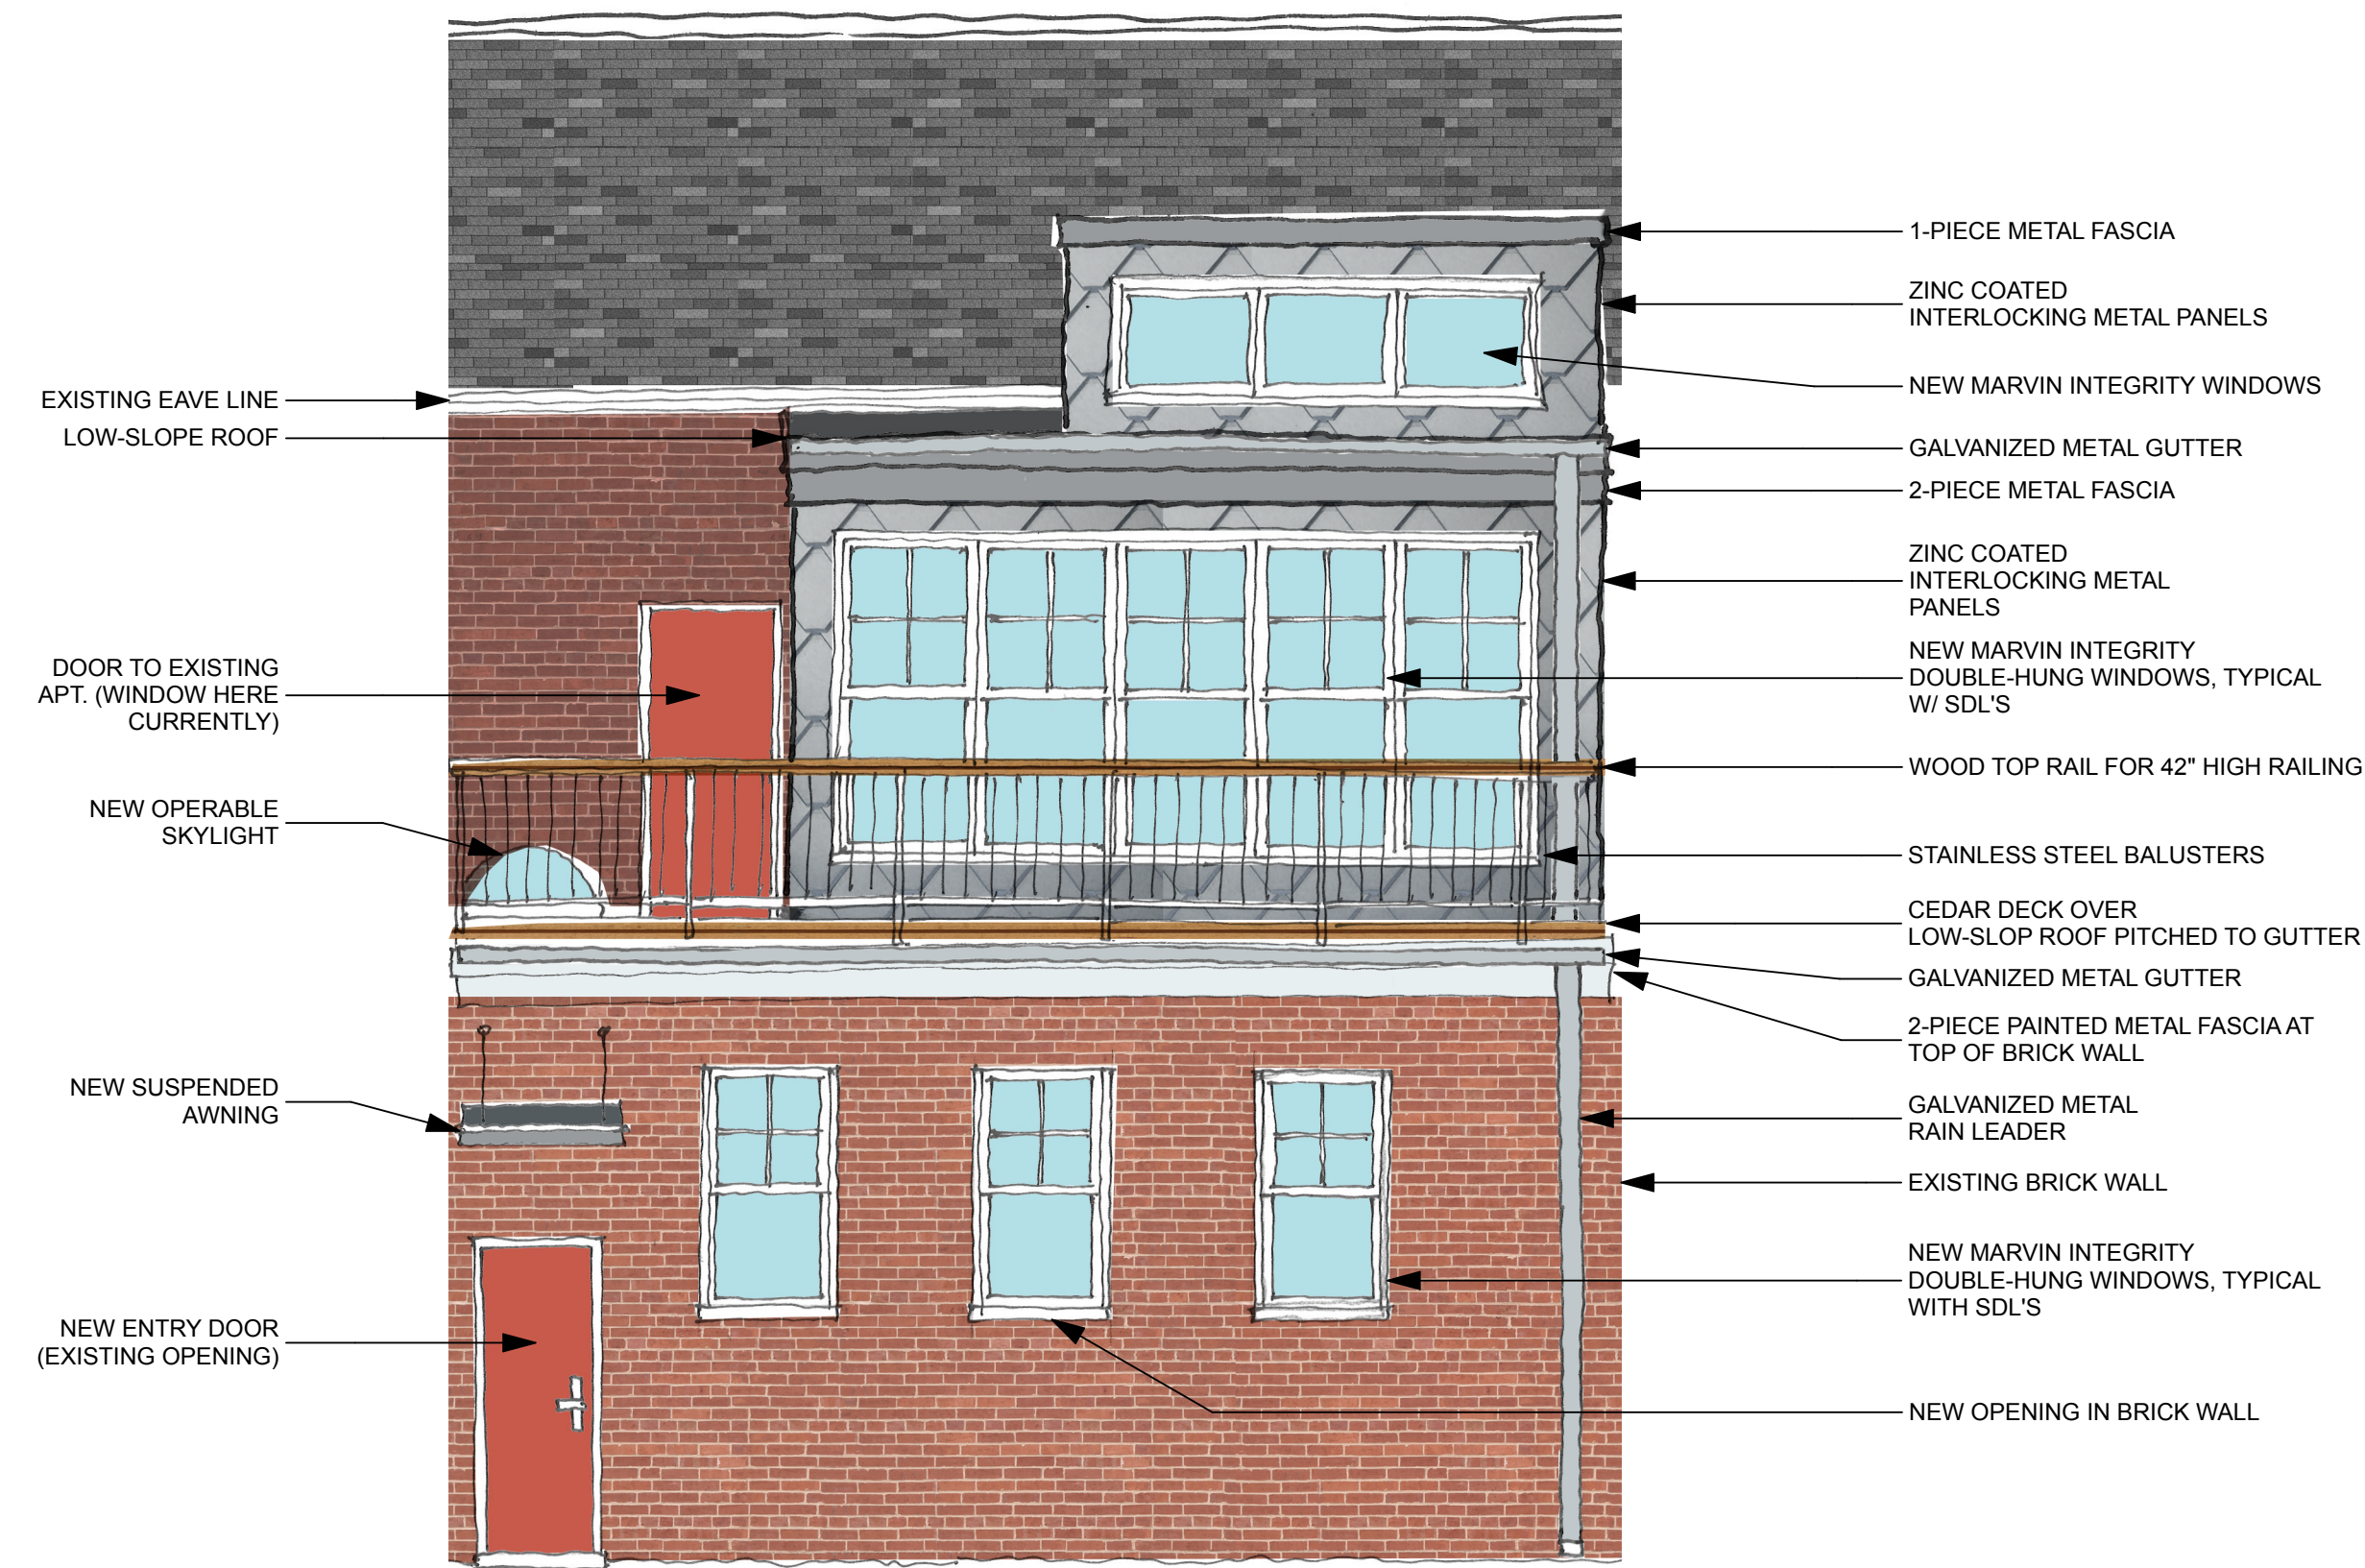 EXISTING EAVE LINE
LOW-SLOPE ROOF
DOOR TO EXISTING
APT. (WINDOW HERE
CURRENTLY)
NEW OPERABLE
SKYLIGHT
NEW SUSPENDED
AWNING
NEW ENTRY DOOR
(EXISTING OPENING)
1-PIECE METAL FASCIA
ZINC COATED
INTERLOCKING METAL PANELS
NEW MARVIN INTEGRITY WINDOWS
GALVANIZED METAL GUTTER
2-PIECE METAL FASCIA
ZINC COATED
INTERLOCKING METAL
PANELS
NEW MARVIN INTEGRITY
DOUBLE-HUNG WINDOWS, TYPICAL
W/ SDL'S
WOOD TOP RAIL FOR 42" HIGH RAILING
STAINLESS STEEL BALUSTERS
CEDAR DECK OVER
LOW-SLOP ROOF PITCHED TO GUTTER
GALVANIZED METAL GUTTER
2-PIECE PAINTED METAL FASCIA AT
TOP OF BRICK WALL
GALVANIZED METAL
RAIN LEADER
EXISTING BRICK WALL
NEW MARVIN INTEGRITY
DOUBLE-HUNG WINDOWS, TYPICAL
WITH SDL'S
NEW OPENING IN BRICK WALL